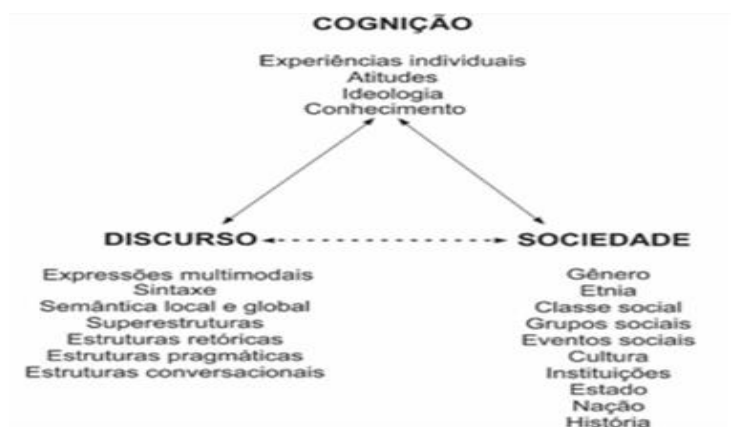 COGNIÇÃO
Experiências individuais
Atitudes
Ideologia
Conhecimento
DISCURSO
SOCIEDADE
Expressões multimodais
Sintaxe
Semântica local e global
Superestruturas
Estruturas retóricas
Estruturas pragmáticas
Estruturas conversacionais
Gênero
Etnia
Classe social
Grupos sociais
Eventos sociais
Cultura
Instituições
Estado
Nação
História